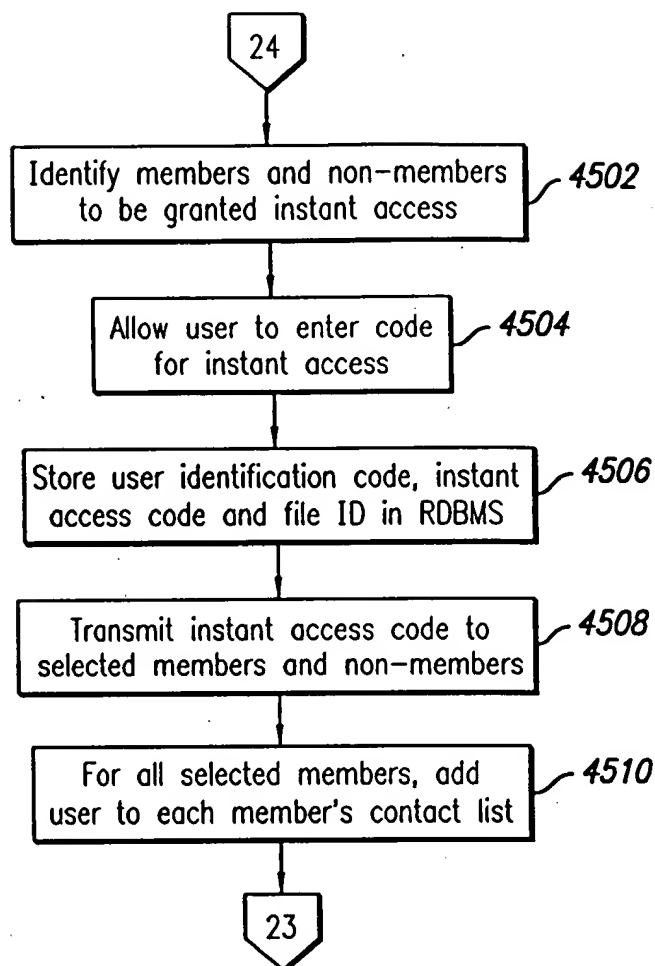 24
Identify members and non-members
to be granted instant access
4502
Allow user to enter code
for instant access
4504
Store user identification code, instant
access code and file ID in RDBMS
4506
Transmit instant access code to
selected members and non-members
4508
For all selected members, add
user to each member's contact list
4510
23